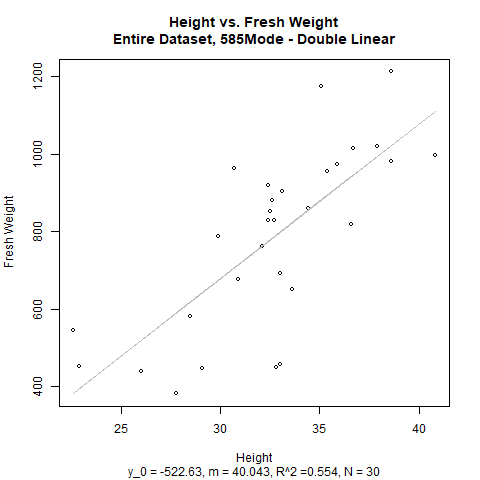 Height vs. Fresh Weight
Entire Dataset, 585Mode - Double Linear
1200
1000
800
600
400
Fresh Weight
25 30 35 40
Height
y_0 = -522.63, m = 40.043, R^2 =0.554, N = 30